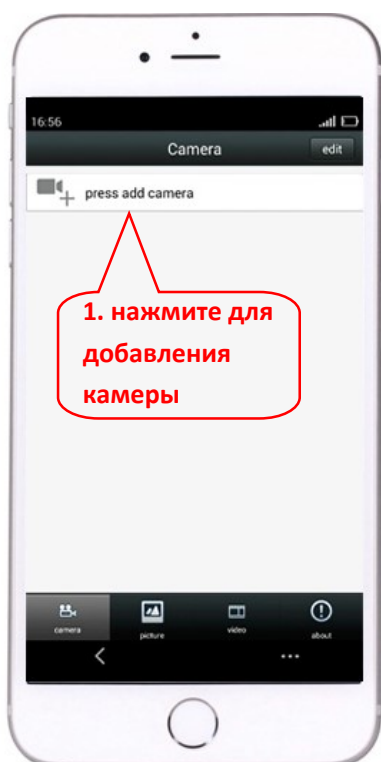 16:56
Camera edit
press add camera
1. нажмите для
добавления
камеры
camera picture video about